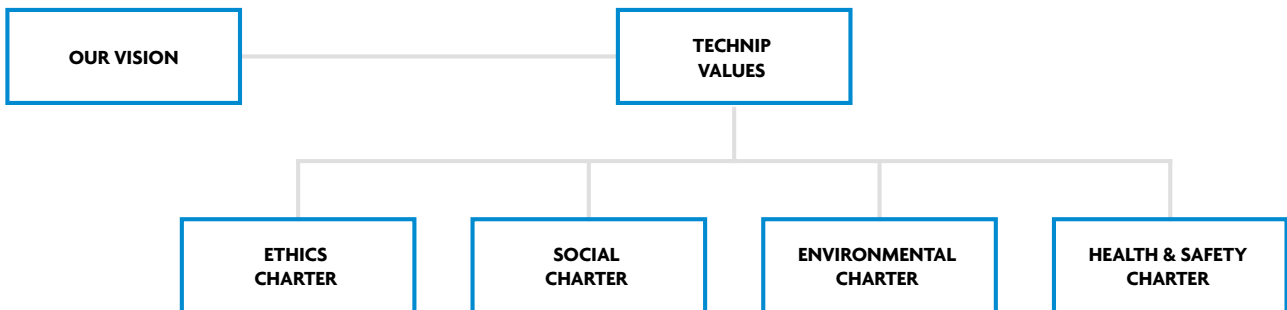 OUR VISION
TECHNIP
VALUES
ETHICS
CHARTER
SOCIAL
CHARTER
ENVIRONMENTAL
CHARTER
HEALTH & SAFETY
CHARTER